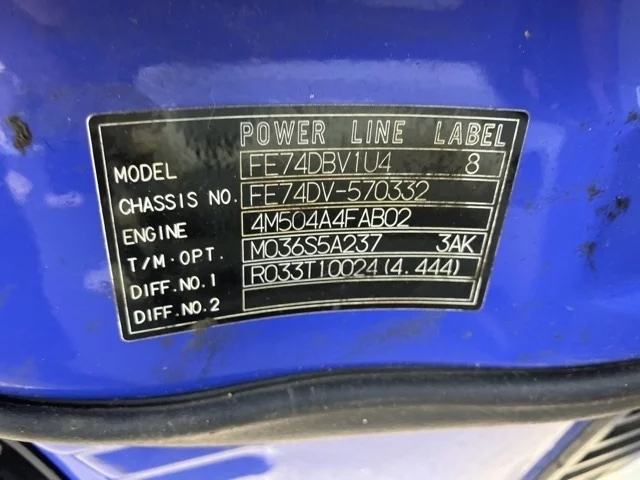 POWER LINE LABEL
MODEL FE74DBV1U4 8
CHASSIS NO. FE74DV-570332
ENGINE 4M504A4FAB02
T/M·OPT. M036S5A237 3AK
DIFF.NO.1 R033T10024(4.444)
DIFF.NO.2